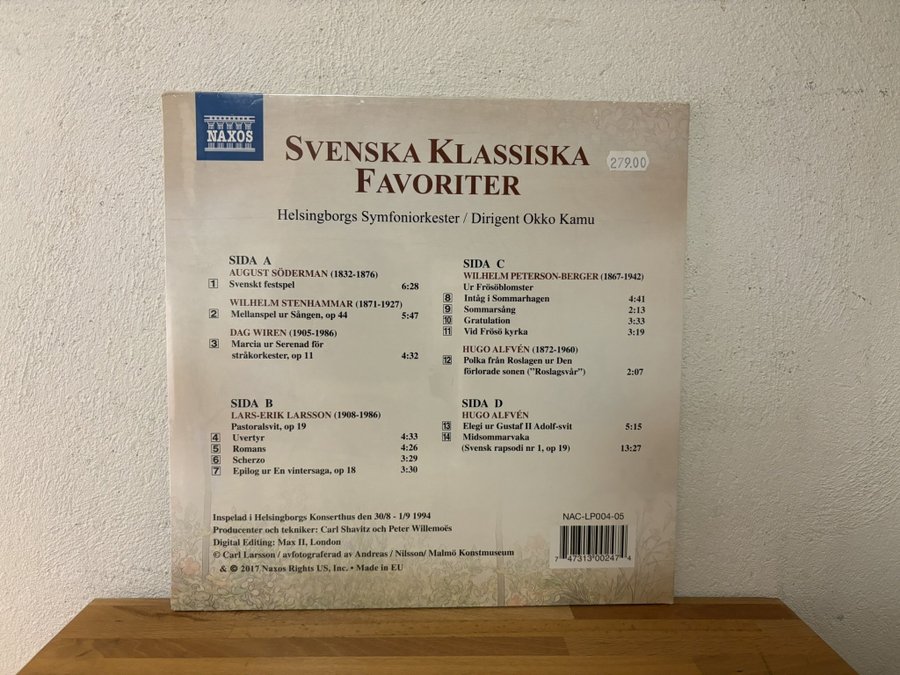 NAXOS
SVENSKA KLASSISKA
FAVORITER
279.00
Helsingborgs Symfoniorkester / Dirigent Okko Kamu
SIDA A
AUGUST SÖDERMAN (1832-1876)
1 Svenskt festspel 6:28
WILHELM STENHAMMAR (1871-1927)
2 Mellanspel ur Sången, op 44 5:47
DAG WIREN (1905-1986)
3 Marcia ur Serenad för
stråkorkester, op 11 4:32
SIDA B
LARS-ERIK LARSSON (1908-1986)
Pastoralsvit, op 19
4 Uvertyr 4:33
5 Romans 4:26
6 Scherzo 3:29
7 Epilog ur En vintersaga, op 18 3:30
SIDA C
WILHELM PETERSON-BERGER (1867-1942)
Ur Frösöblomster
8 Intåg i Sommarhagen 4:41
9 Sommarsång 2:13
10 Gratulation 3:33
11 Vid Frösö kyrka 3:19
HUGO ALFVÉN (1872-1960)
12 Polka från Roslagen ur Den
förlorade sonen ("Roslagsvår") 2:07
SIDA D
HUGO ALFVÉN
13 Elegi ur Gustaf II Adolf-svit 5:15
14 Midsommarvaka
(Svensk rapsodi nr 1, op 19) 13:27
Inspelad i Helsingborgs Konserthus den 30/8 - 1/9 1994
Producenter och tekniker: Carl Shavitz och Peter Willemoës
Digital Editing: Max II, London
© Carl Larsson / avfotograferad av Andreas / Nilsson/ Malmö Konstmuseum
& ℗ 2017 Naxos Rights US, Inc. • Made in EU
NAC-LP004-05
7 47313 00247 4